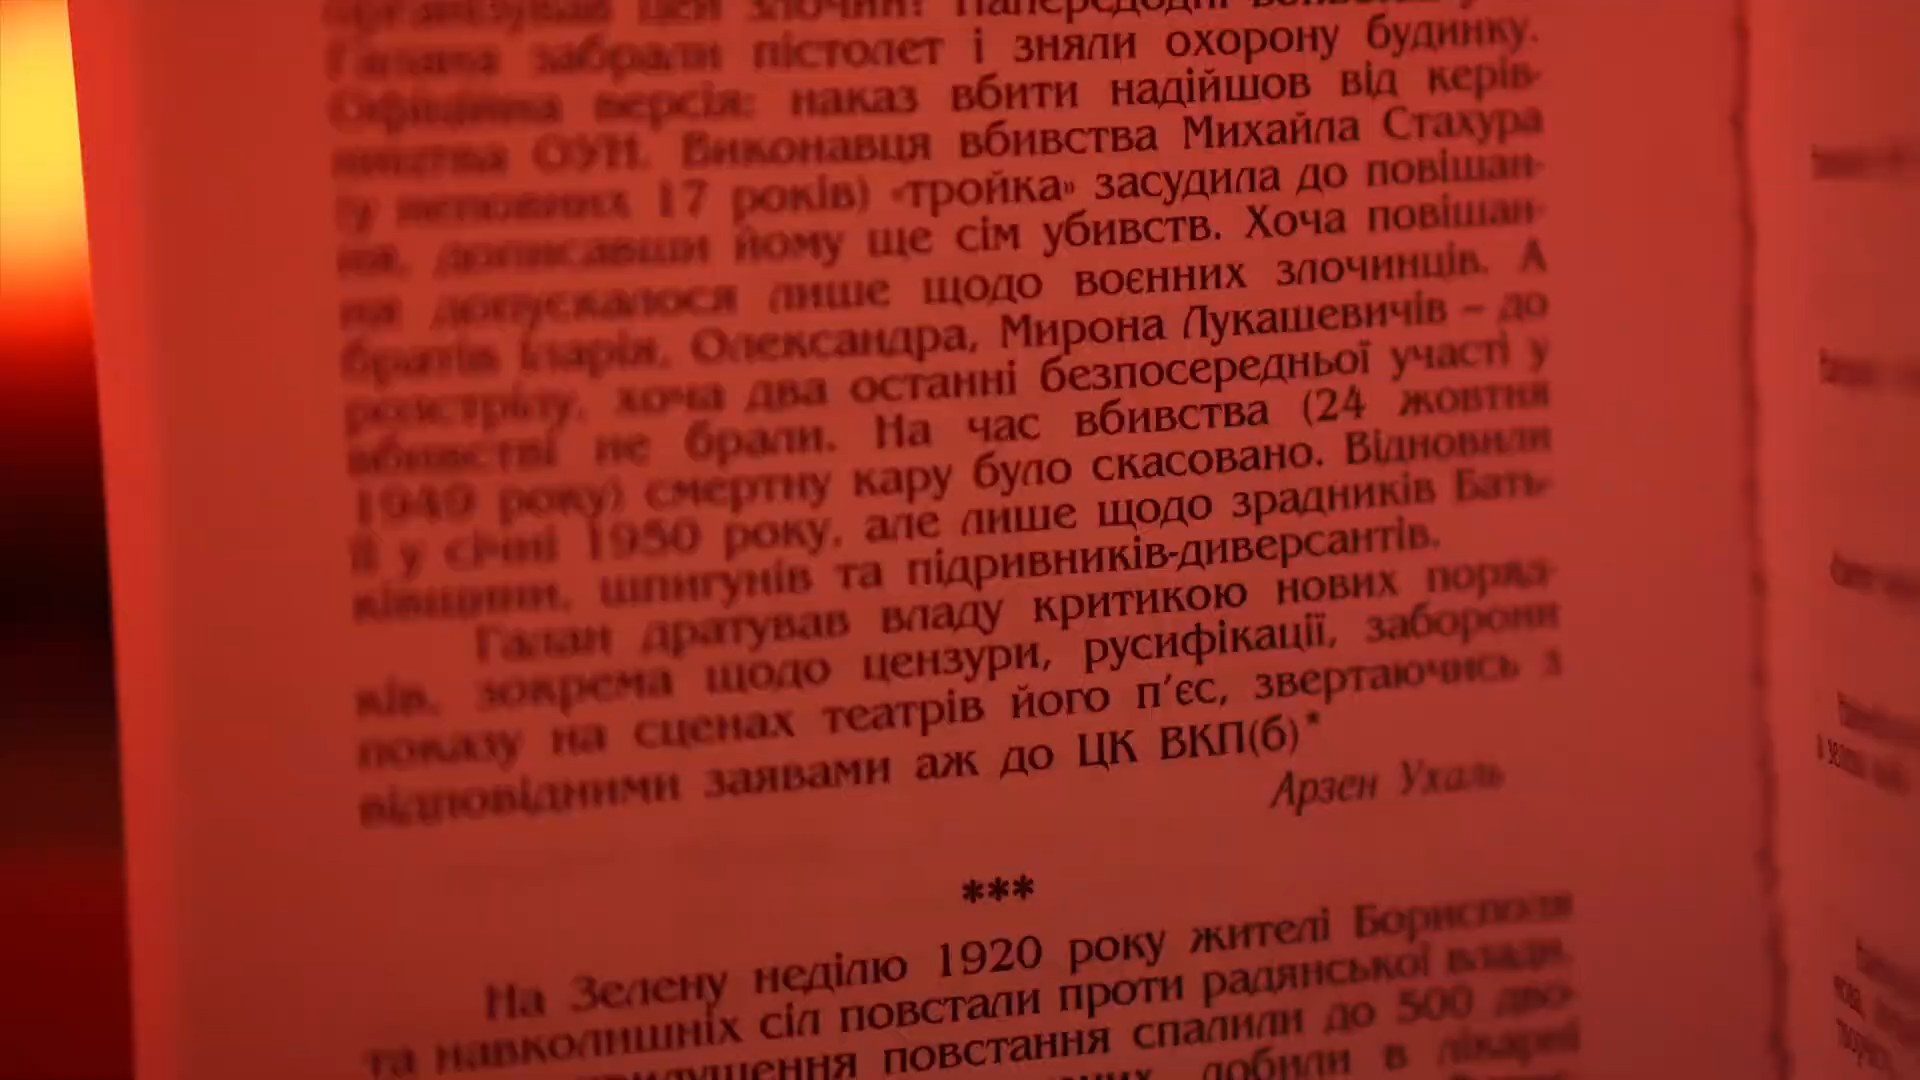 організував цей злочин? Напередодні вбивства у
Галана забрали пістолет і зняли охорону будинку.
Офіційна версія: наказ вбити надійшов від керів-
ництва ОУН. Виконавця вбивства Михайла Стахура
(у неповних 17 років) «тройка» засудила до повішан-
ня, дописавши йому ще сім убивств. Хоча повішан-
ня допускалося лише щодо воєнних злочинців. А
братів Іларія, Олександра, Мирона Лукашевичів – до
розстрілу, хоча два останні безпосередньої участі у
вбивстві не брали. На час вбивства (24 жовтня
1949 року) смертну кару було скасовано. Відновили
її у січні 1950 року, але лише щодо зрадників Бать-
ківщини, шпигунів та підривників-диверсантів.
Галан дратував владу критикою нових поряд-
ків, зокрема щодо цензури, русифікації, заборони
показу на сценах театрів його п'єс, звертаючись з
відповідними заявами аж до ЦК ВКП(б)*
Арзен Ухаль
***
На Зелену неділю 1920 року жителі Борисполя
та навколишніх сіл повстали проти радянської влади.
придушення повстання спалили до 500 дво-
добили в лікарні